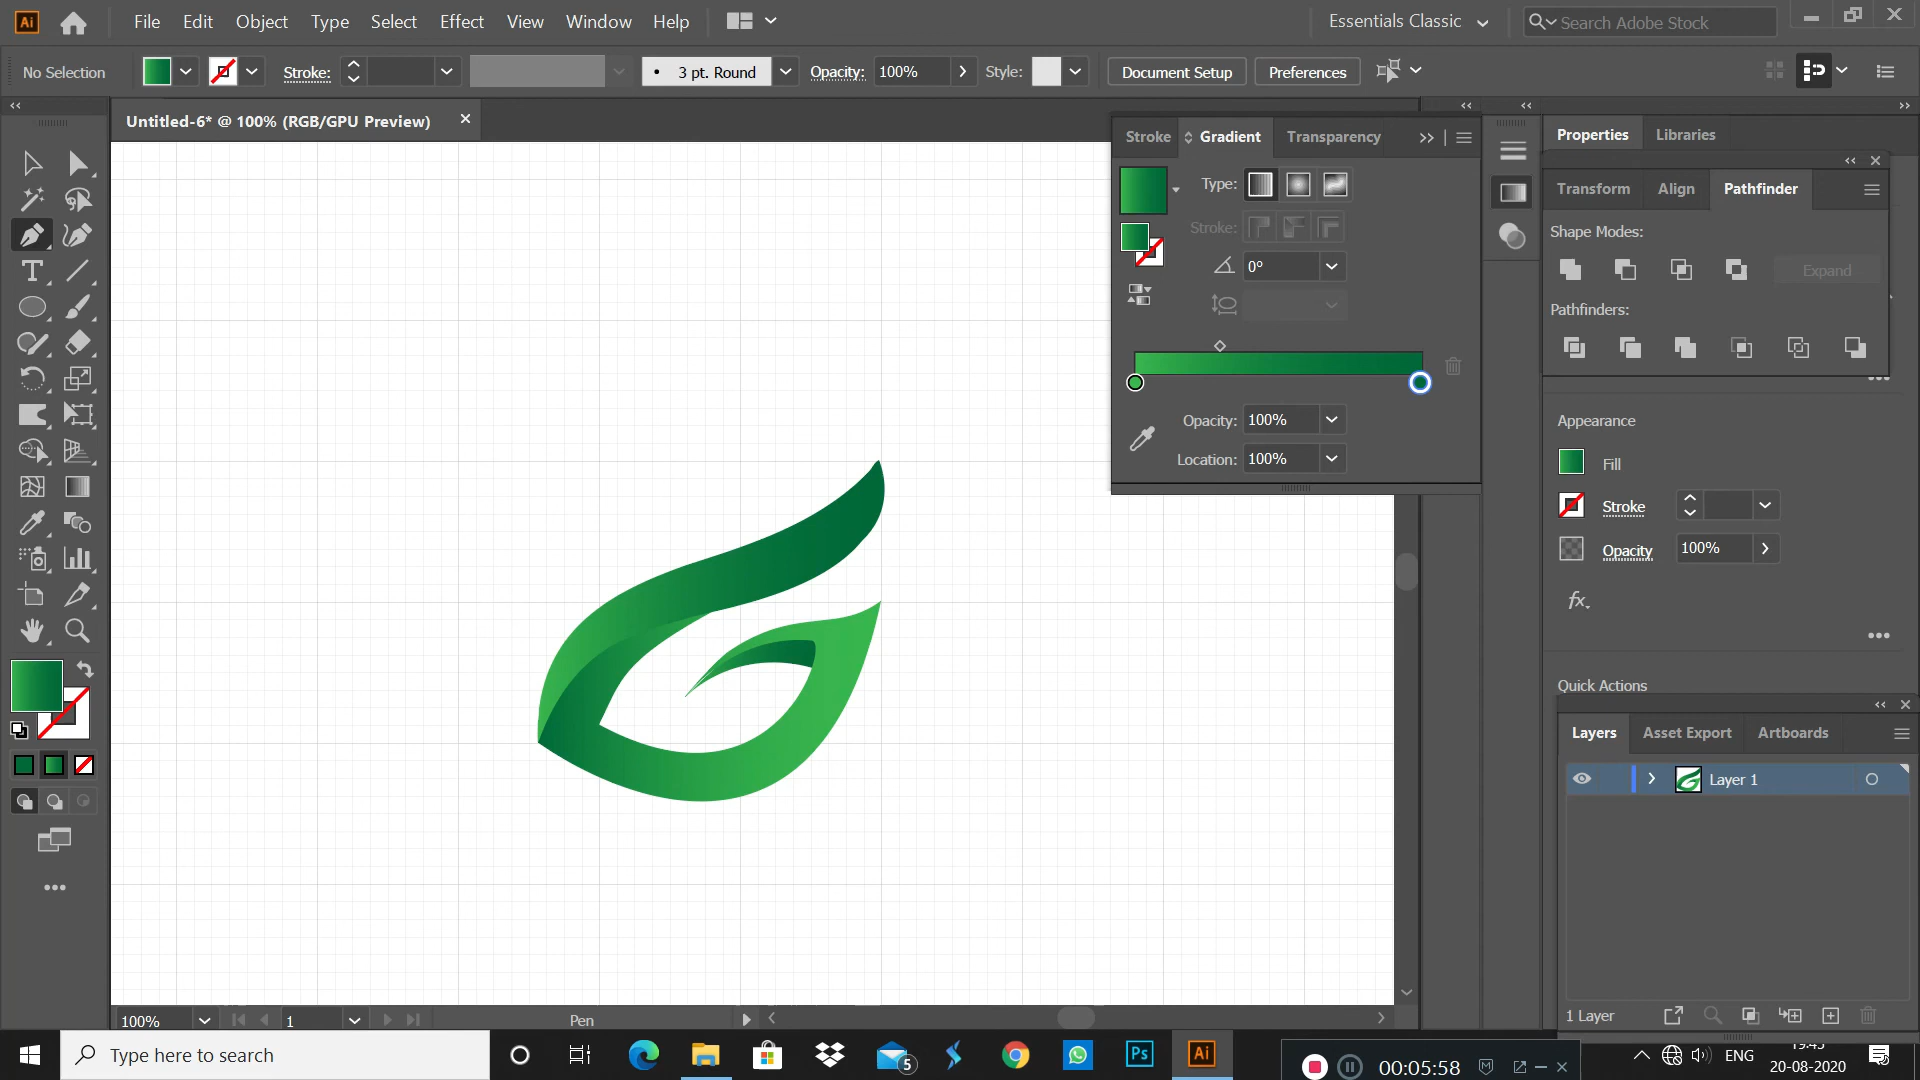 Ai File Edit Object Type Select Effect View Window Help Essentials Classic Search Adobe Stock
No Selection Stroke: 3 pt. Round Opacity: 100% Style: Document Setup Preferences
Untitled-6* @ 100% (RGB/GPU Preview)
Stroke Gradient Transparency
Type:
Stroke:
0°
Opacity: 100%
Location: 100%
Properties Libraries
Transform Align Pathfinder
Shape Modes:
Expand
Pathfinders:
Appearance
Fill
Stroke
Opacity 100%
fx
Quick Actions
Layers Asset Export Artboards
Layer 1
1 Layer
100% 1 Pen
Type here to search
5
Ps
Ai
00:05:58
ENG
20-08-2020